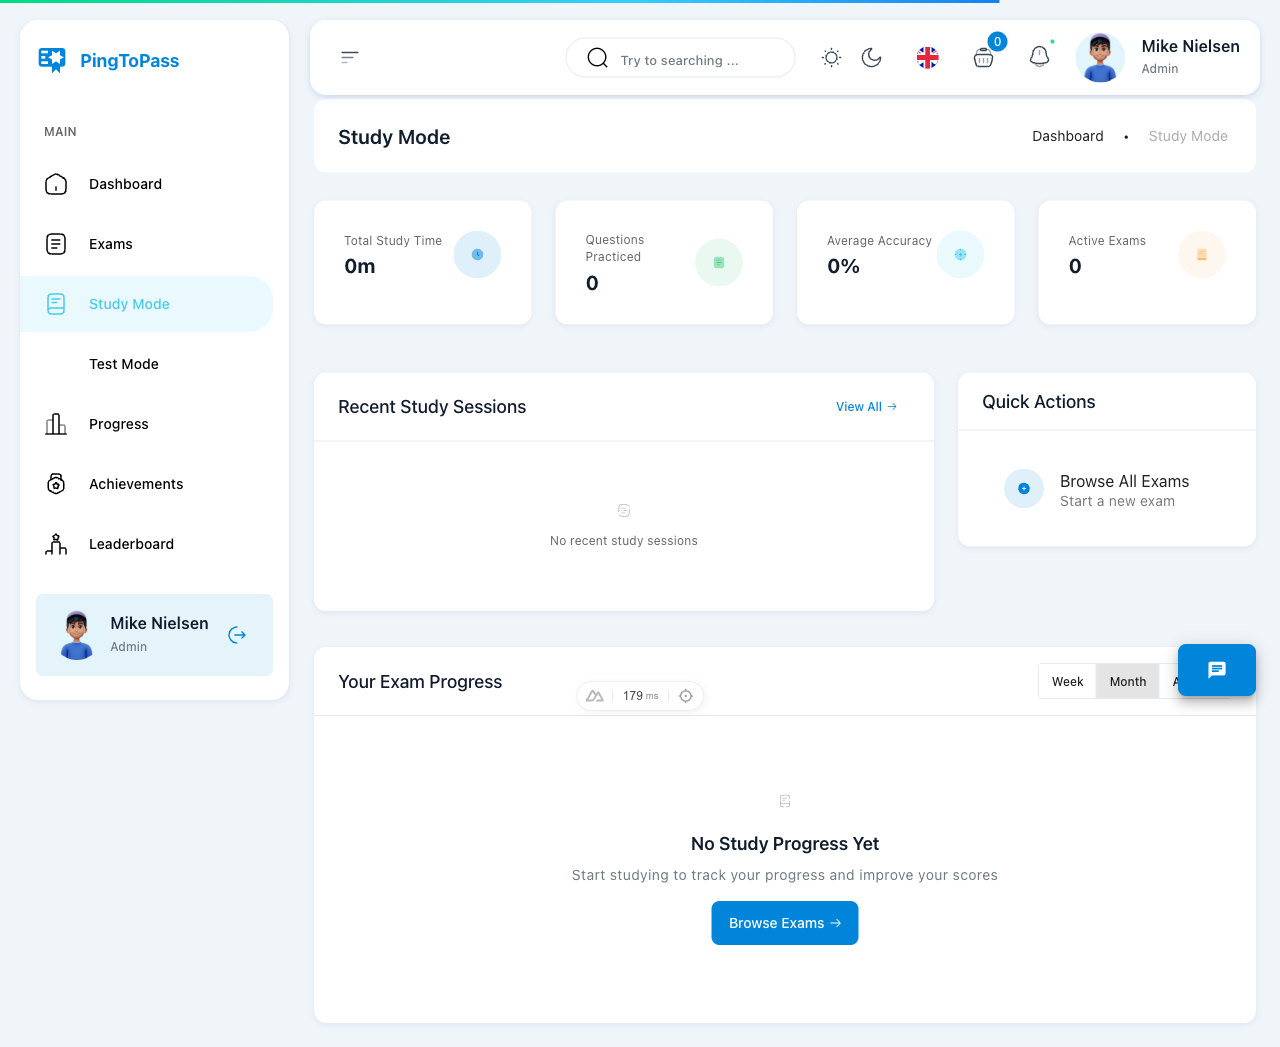 PingToPass
MAIN
Dashboard
Exams
Study Mode
Test Mode
Progress
Achievements
Leaderboard
Mike Nielsen
Admin
Try to searching ...
0
Mike Nielsen
Admin
Study Mode
Dashboard • Study Mode
Total Study Time
0m
Questions
Practiced
0
Average Accuracy
0%
Active Exams
0
Recent Study Sessions
View All
No recent study sessions
Quick Actions
Browse All Exams
Start a new exam
Your Exam Progress
Week Month
179 ms
No Study Progress Yet
Start studying to track your progress and improve your scores
Browse Exams